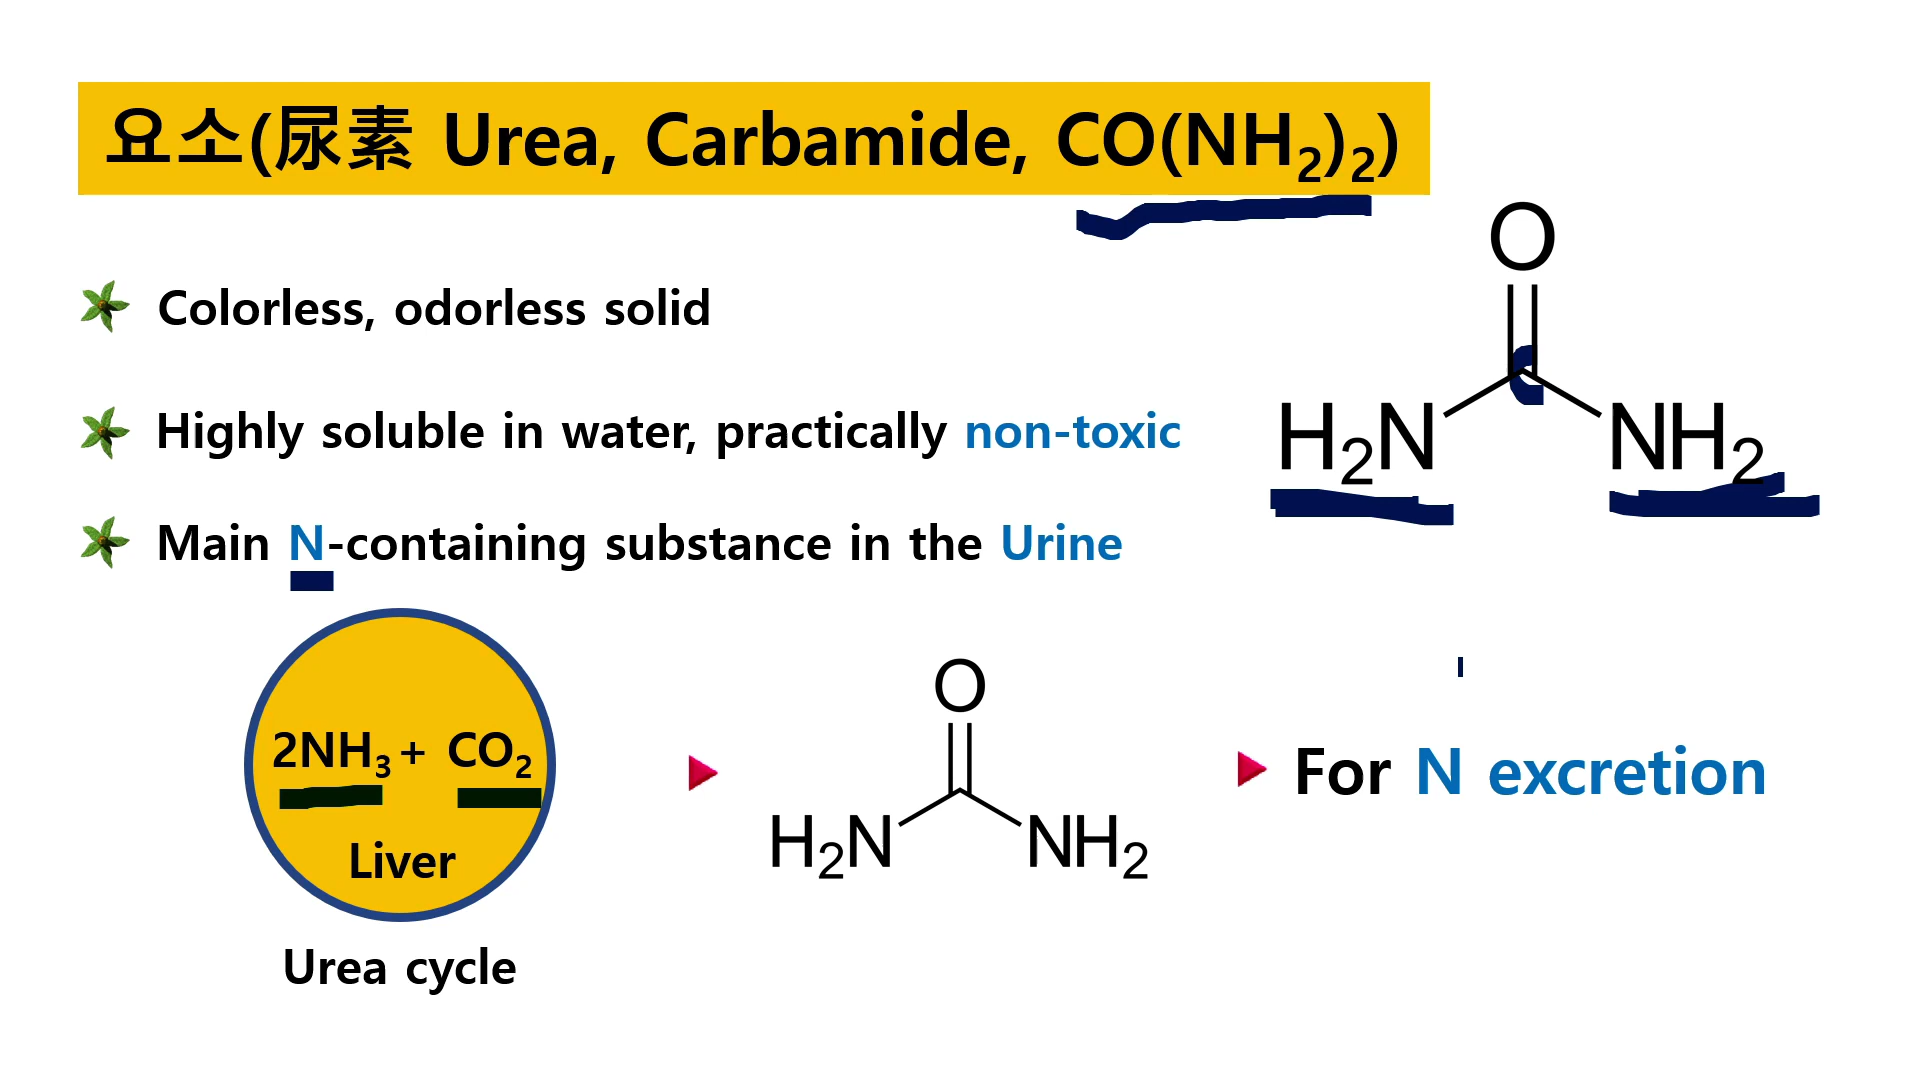 요소(尿素 Urea, Carbamide, CO(NH₂)₂)
Colorless, odorless solid
Highly soluble in water, practically non-toxic
Main N-containing substance in the Urine
O
H₂N NH₂
2NH₃ + CO₂
Liver
Urea cycle
O
H₂N NH₂
For N excretion